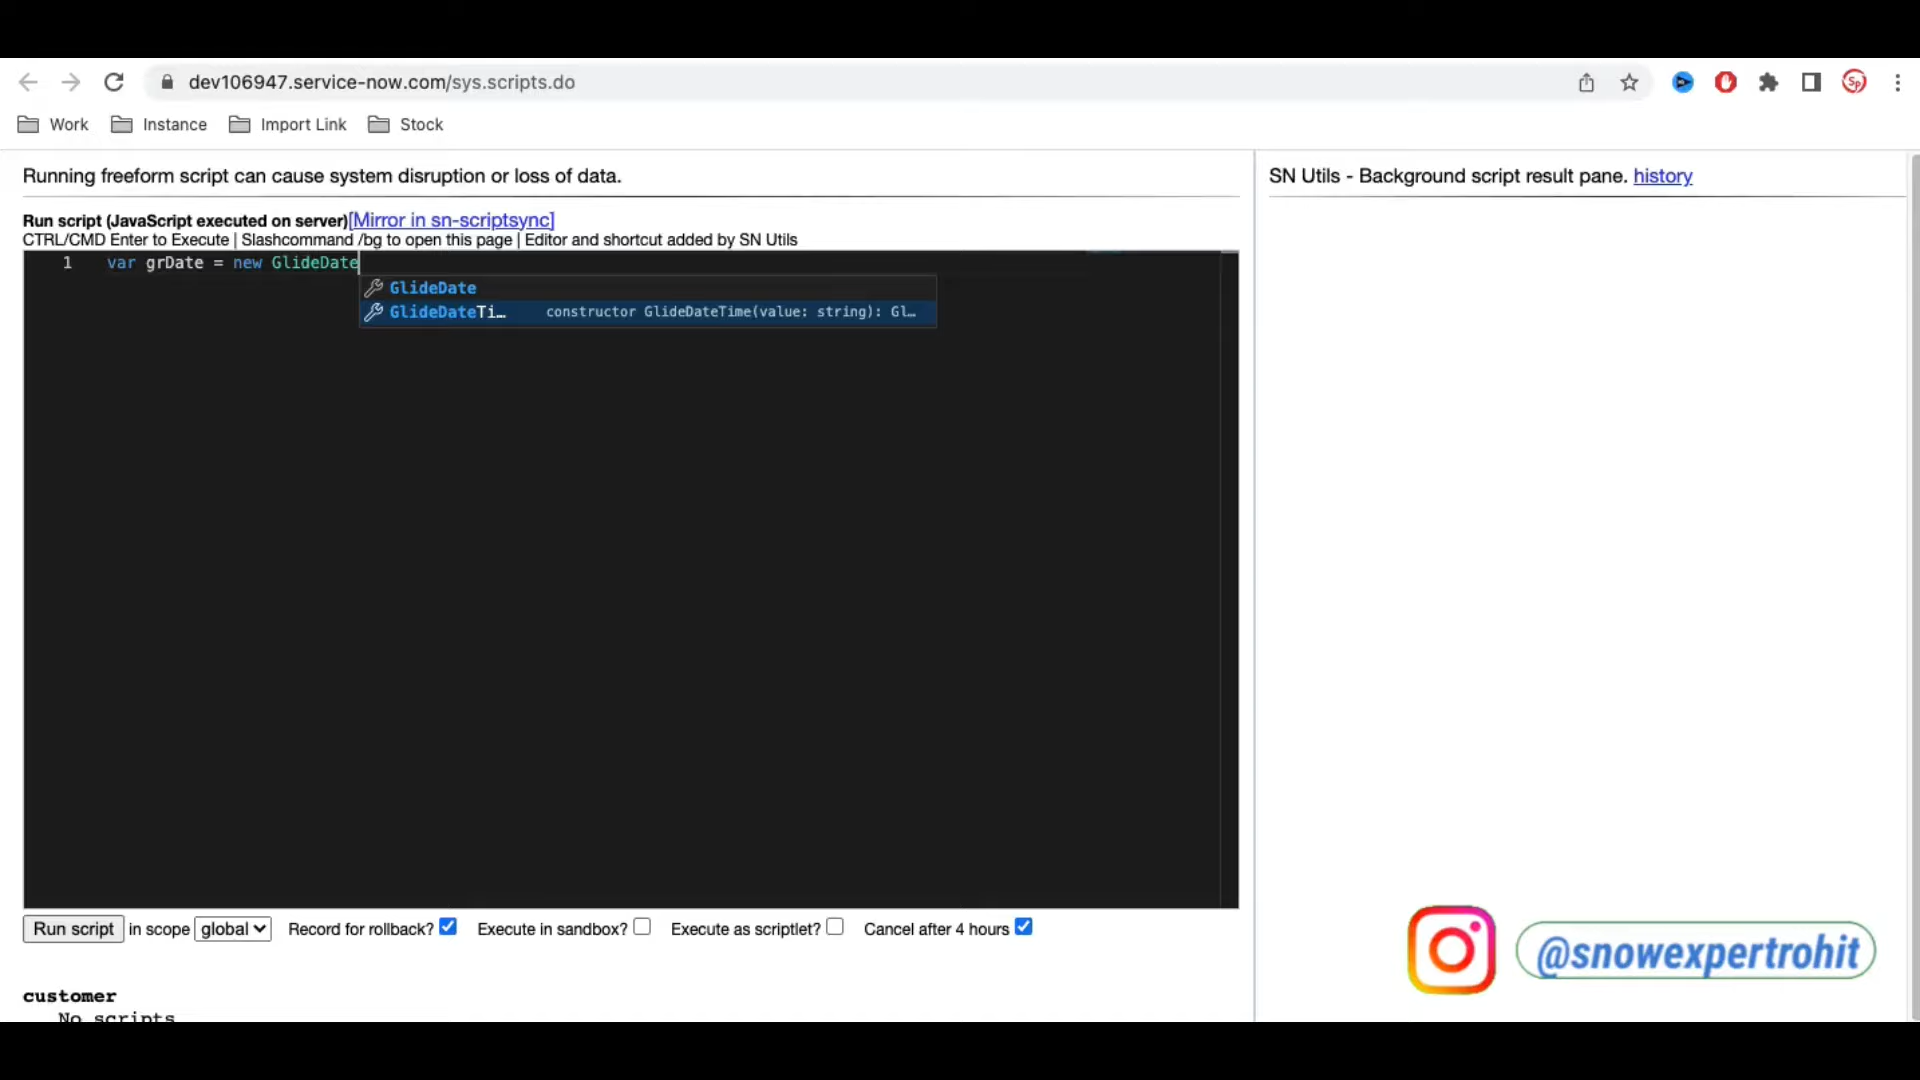 dev106947.service-now.com/sys.scripts.do
Sp
Work Instance Import Link Stock
Running freeform script can cause system disruption or loss of data.
Run script (JavaScript executed on server)[Mirror in sn-scriptsync]
CTRL/CMD Enter to Execute | Slashcommand /bg to open this page | Editor and shortcut added by SN Utils
1 var grDate = new GlideDate
GlideDate
GlideDateTi… constructor GlideDateTime(value: string): Gl…
Run script in scope global Record for rollback? Execute in sandbox? Execute as scriptlet? Cancel after 4 hours
customer
No scripts
SN Utils - Background script result pane. history
@snowexpertrohit